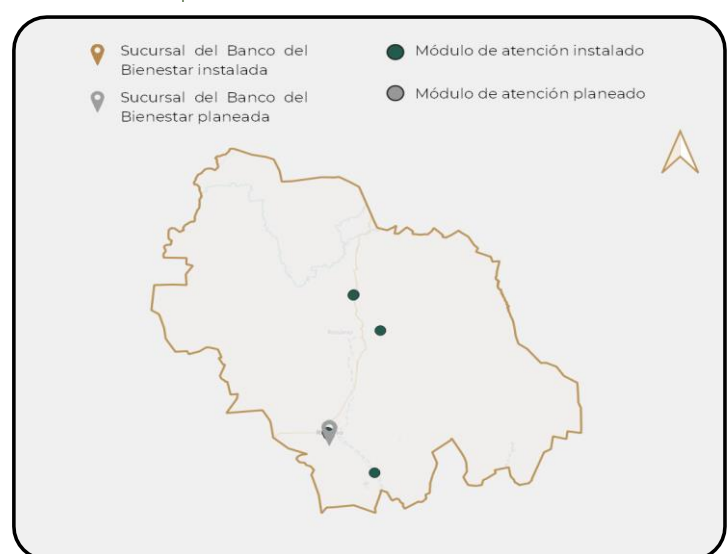 Sucursal del Banco del
Bienestar instalada
Sucursal del Banco del
Bienestar planeada
Módulo de atención instalado
Módulo de atención planeado